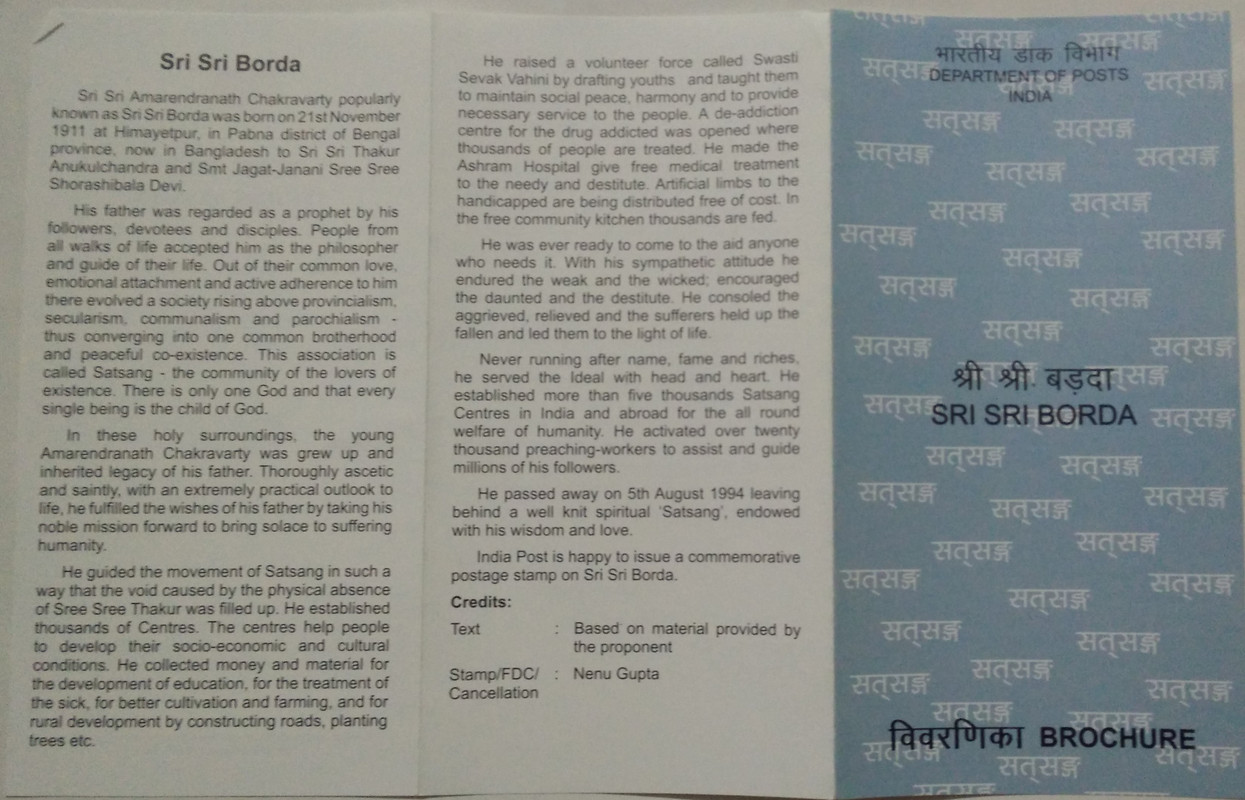 Sri Sri Borda
Sri Sri Amarendranath Chakravarty popularly
known as Sri Sri Borda was born on 21st November
1911 at Himayetpur, in Pabna district of Bengal
province, now in Bangladesh to Sri Sri Thakur
Anukulchandra and Smt Jagat-Janani Sree Sree
Shorashibala Devi.
His father was regarded as a prophet by his
followers, devotees and disciples. People from
all walks of life accepted him as the philosopher
and guide of their life. Out of their common love,
emotional attachment and active adherence to him
there evolved a society rising above provincialism,
secularism, communalism and parochialism -
thus converging into one common brotherhood
and peaceful co-existence. This association is
called Satsang - the community of the lovers of
existence. There is only one God and that every
single being is the child of God.
In these holy surroundings, the young
Amarendranath Chakravarty was grew up and
inherited legacy of his father. Thoroughly ascetic
and saintly, with an extremely practical outlook to
life, he fulfilled the wishes of his father by taking his
noble mission forward to bring solace to suffering
humanity.
He guided the movement of Satsang in such a
way that the void caused by the physical absence
of Sree Sree Thakur was filled up. He established
thousands of Centres. The centres help people
to develop their socio-economic and cultural
conditions. He collected money and material for
the development of education, for the treatment of
the sick, for better cultivation and farming, and for
rural development by constructing roads, planting
trees etc.
He raised a volunteer force called Swasti
Sevak Vahini by drafting youths and taught them
to maintain social peace, harmony and to provide
necessary service to the people. A de-addiction
centre for the drug addicted was opened where
thousands of people are treated. He made the
Ashram Hospital give free medical treatment
to the needy and destitute. Artificial limbs to the
handicapped are being distributed free of cost. In
the free community kitchen thousands are fed.
He was ever ready to come to the aid anyone
who needs it. With his sympathetic attitude he
endured the weak and the wicked; encouraged
the daunted and the destitute. He consoled the
aggrieved, relieved and the sufferers held up the
fallen and led them to the light of life.
Never running after name, fame and riches,
he served the Ideal with head and heart. He
established more than five thousands Satsang
Centres in India and abroad for the all round
welfare of humanity. He activated over twenty
thousand preaching-workers to assist and guide
millions of his followers.
He passed away on 5th August 1994 leaving
behind a well knit spiritual 'Satsang', endowed
with his wisdom and love.
India Post is happy to issue a commemorative
postage stamp on Sri Sri Borda.
Credits:
Text : Based on material provided by
the proponent
Stamp/FDC/ : Nenu Gupta
Cancellation
भारतीय डाक विभाग
DEPARTMENT OF POSTS
INDIA
श्री श्री बड़दा
SRI SRI BORDA
विवरणिका BROCHURE
सत्सङ्ग